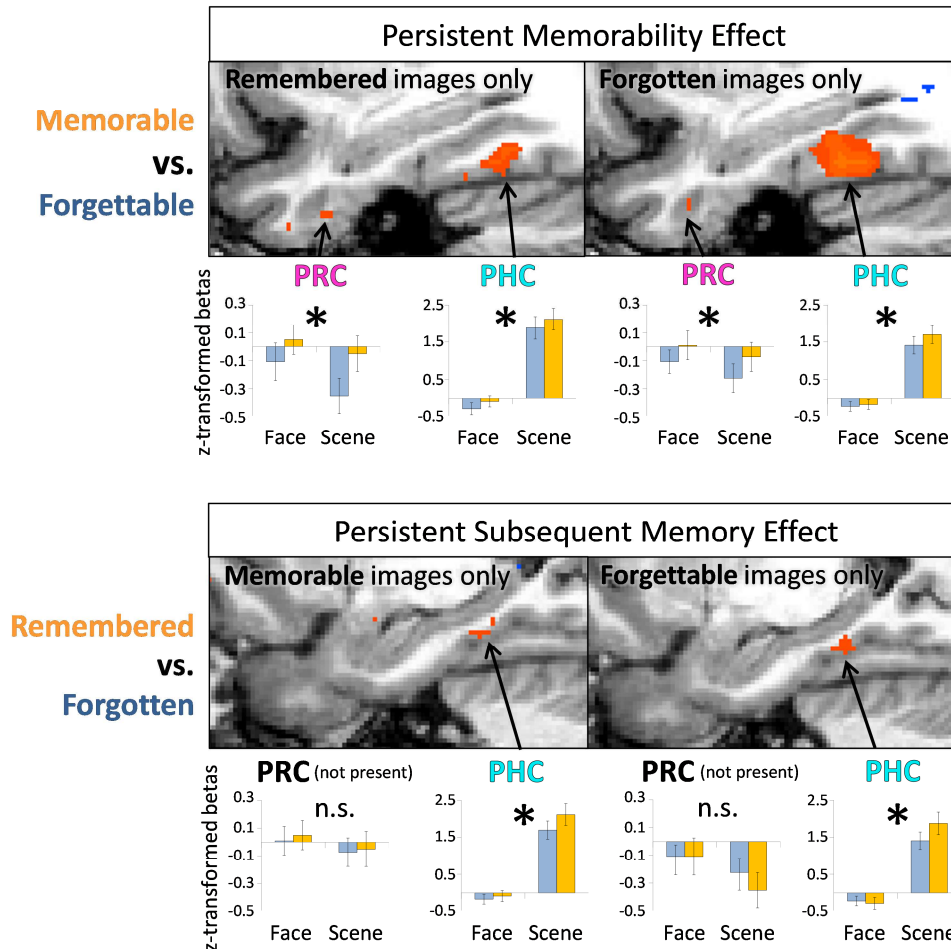 Persistent Memorability Effect
Remembered images only
Forgotten images only
Memorable
vs.
Forgettable
PRC
PHC
PRC
PHC
z-transformed betas
0.3
0.1
-0.1
-0.3
-0.5
*
Face Scene
2.5
1.5
0.5
-0.5
*
Face Scene
0.3
0.1
-0.1
-0.3
-0.5
*
Face Scene
2.5
1.5
0.5
-0.5
*
Face Scene
Persistent Subsequent Memory Effect
Memorable images only
Forgettable images only
Remembered
vs.
Forgotten
PRC (not present)
PHC
PRC (not present)
PHC
z-transformed betas
0.3
0.1
-0.1
-0.3
-0.5
n.s.
Face Scene
2.5
1.5
0.5
-0.5
*
Face Scene
0.3
0.1
-0.1
-0.3
-0.5
n.s.
Face Scene
2.5
1.5
0.5
-0.5
*
Face Scene